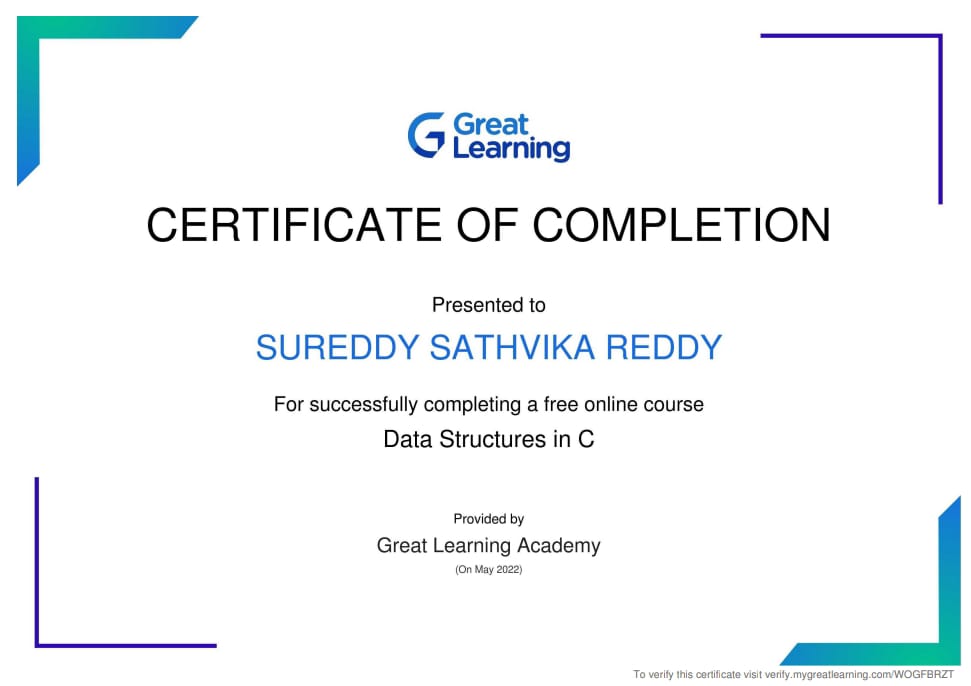 Great
Learning
CERTIFICATE OF COMPLETION
Presented to
SUREDDY SATHVIKA REDDY
For successfully completing a free online course
Data Structures in C
Provided by
Great Learning Academy
(On May 2022)
To verify this certificate visit verify.mygreatlearning.com/WOGFBRZT